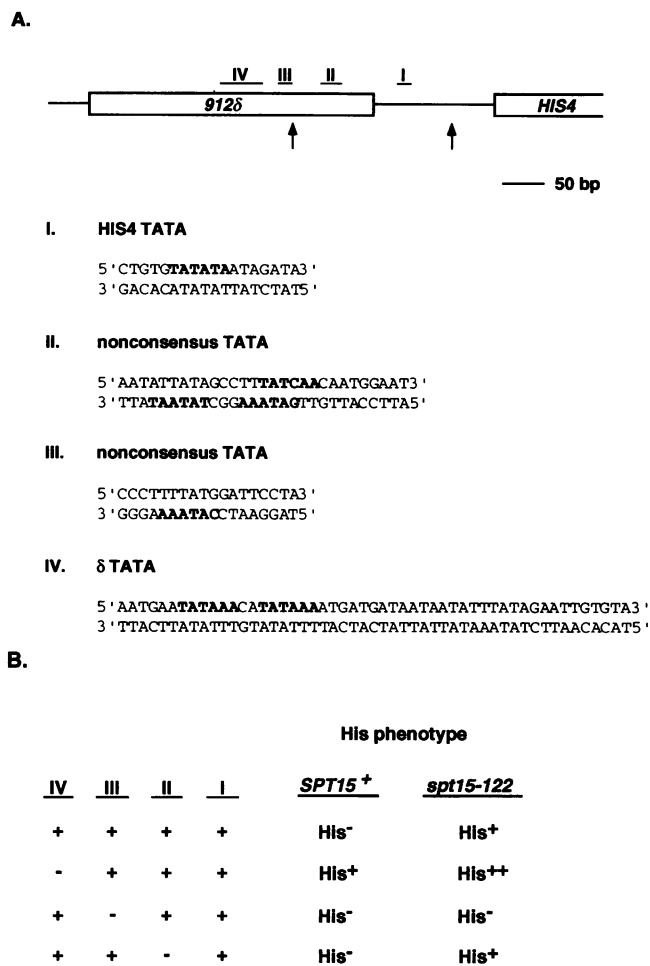 A.
IV III II I
912δ HIS4
50 bp
I. HIS4 TATA
5'CTGTGTATATAATAGATA3'
3'GACACATATATTATCTAT5'
II. nonconsensus TATA
5'AATATTATAGCCTTTATCAACAATGGAAT3'
3'TTATAATATCGGAAATAGTTGTTACCTTA5'
III. nonconsensus TATA
5'CCCTTTTATGGATTCCTA3'
3'GGGAAAATACCTAAGGAT5'
IV. δ TATA
5'AATGAATATAAACATATAAAATGATGATAATAATATTTATAGAATTGTGTA3'
3'TTACTTATATTTGTATATTTTACTACTATTATTATAAATATCTTAACACAT5'
B.
His phenotype
IV III II I SPT15+ spt15-122
+ + + + His- His+
- + + + His+ His++
+ - + + His- His-
+ + - + His- His+